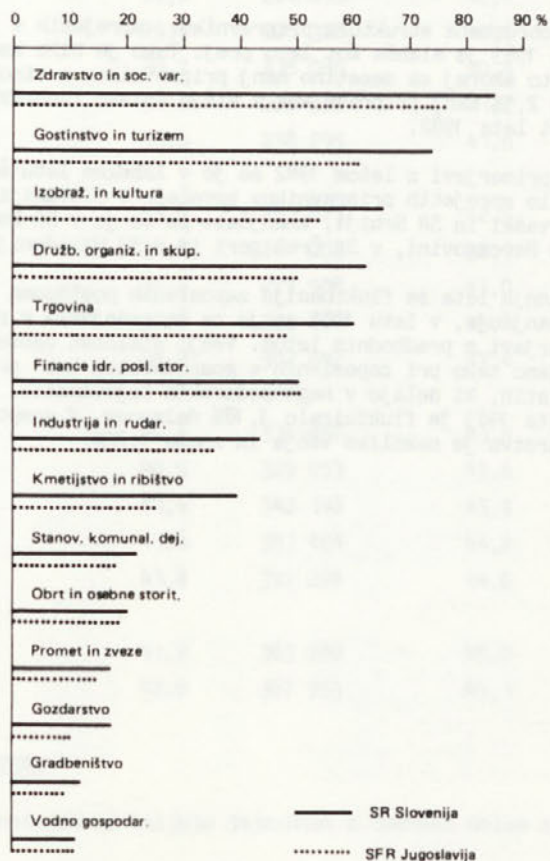 10 20 30 40 50 60 70 80 90 %
Zdravstvo in soc. var.
Gostinstvo in turizem
Izobraž. in kultura
Družb. organiz. in skup.
Trgovina
Finance idr. posl. stor.
Industrija in rudar.
Kmetijstvo in ribištvo
Stanov. komunal. dej.
Obrt in osebne storit.
Promet in zveze
Gozdarstvo
Gradbeništvo
Vodno gospodar.
SR Slovenija
SFR Jugoslavija